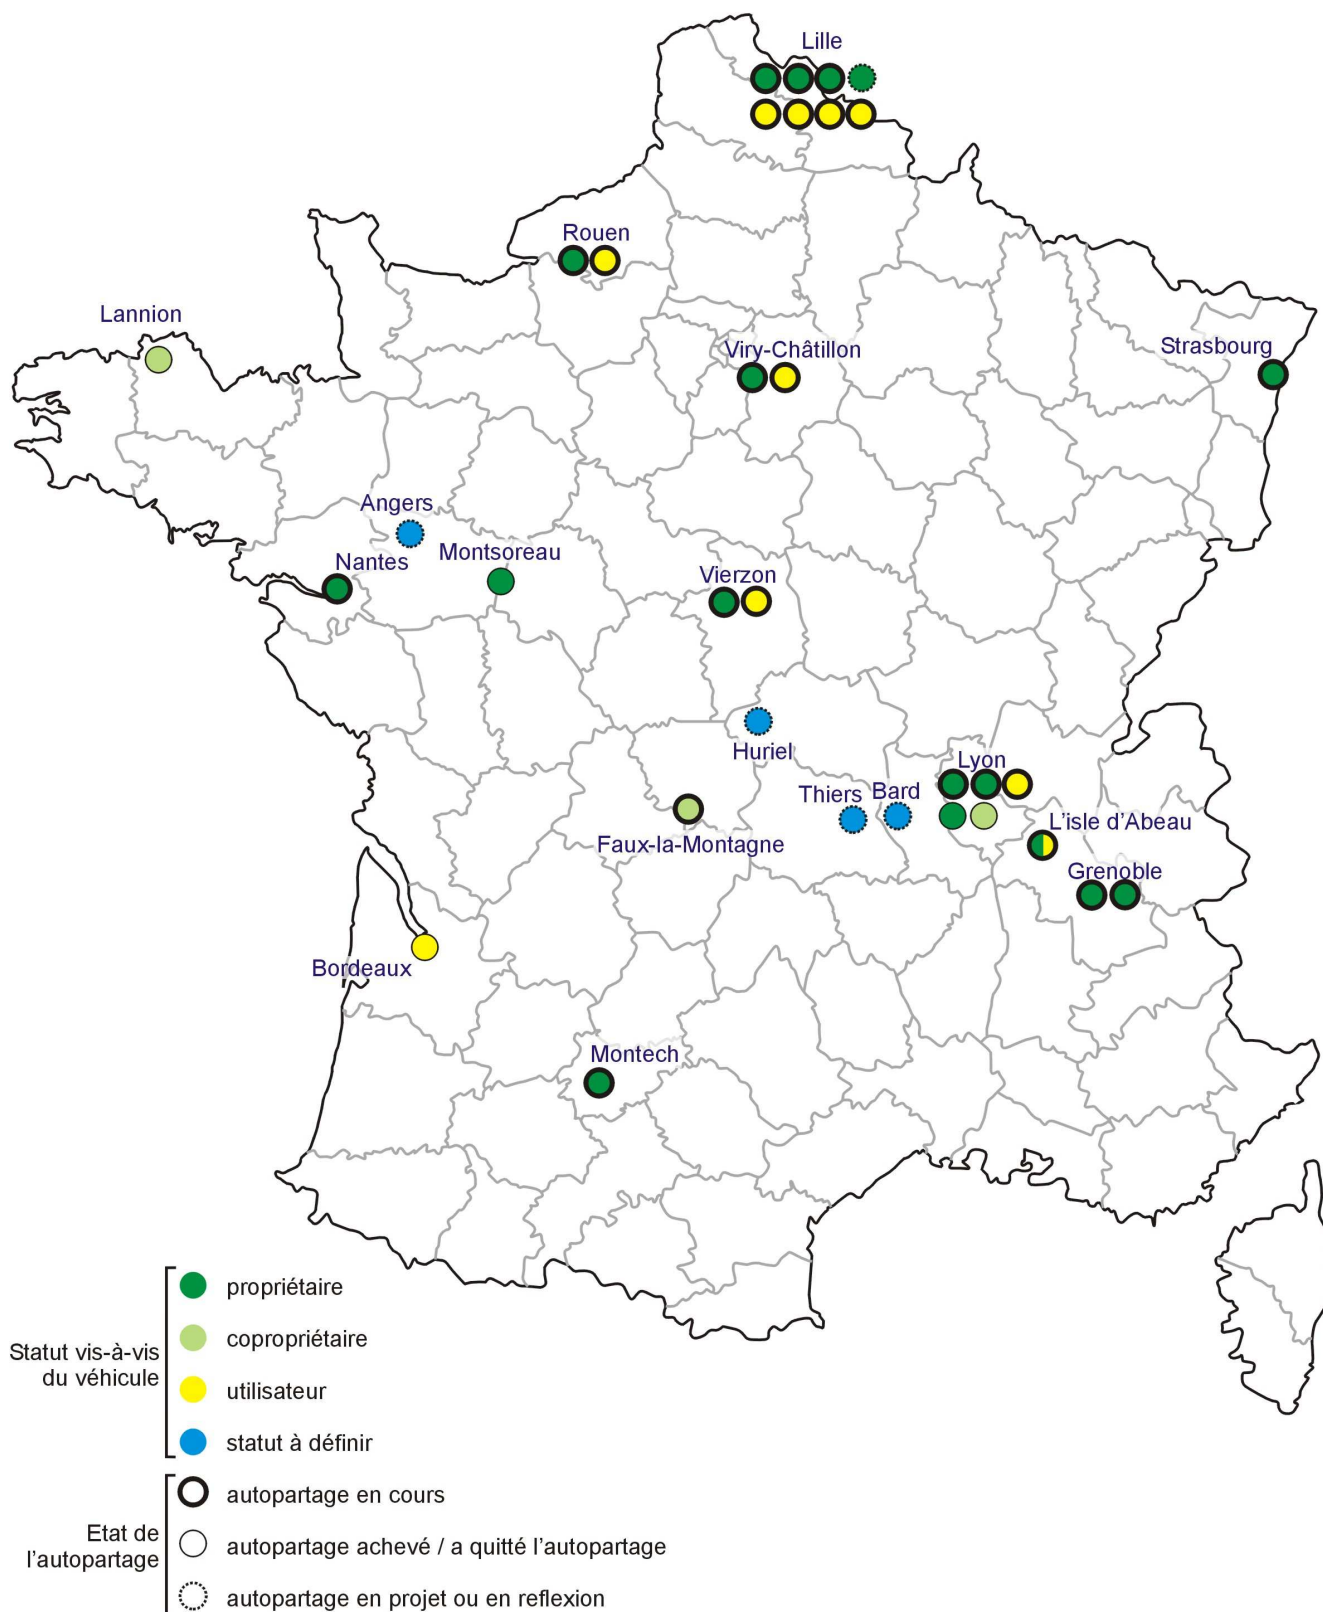 Lille
Rouen
Lannion
Viry-Châtillon
Strasbourg
Angers
Montsoreau
Nantes
Vierzon
Huriel
Lyon
Thiers
Bard
L'isle d'Abeau
Faux-la-Montagne
Grenoble
Bordeaux
Montech
Statut vis-à-vis
du véhicule
propriétaire
copropriétaire
utilisateur
statut à définir
Etat de
l'autopartage
autopartage en cours
autopartage achevé / a quitté l'autopartage
autopartage en projet ou en reflexion